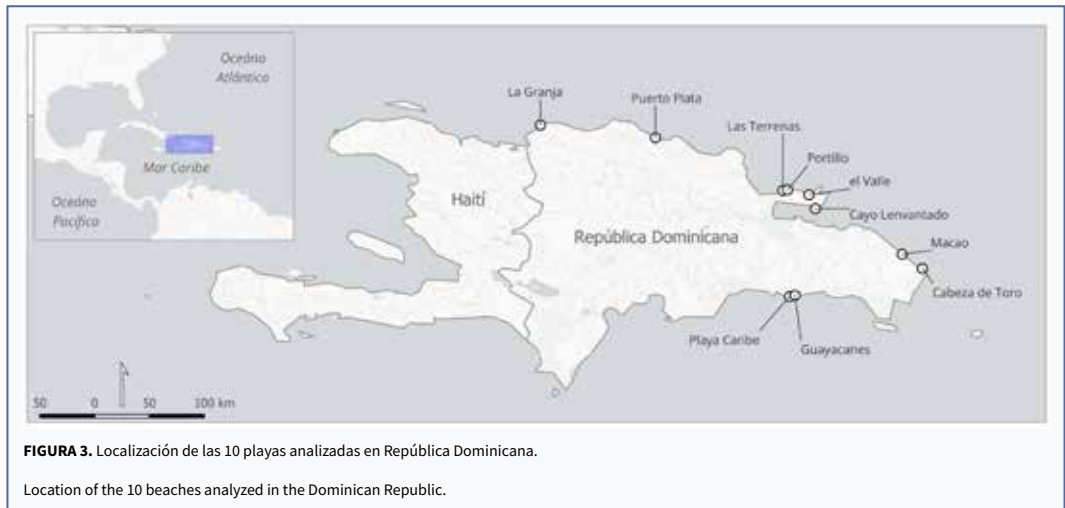 Océano
Atlántico
Mar Caribe
Océano
Pacífico
La Granja
Puerto Plata
Las Terrenas
Portillo
el Valle
Cayo Lenvantado
Haití
República Dominicana
Macao
Cabeza de Toro
Playa Caribe
Guayacanes
50 0 50 100 km
FIGURA 3. Localización de las 10 playas analizadas en República Dominicana.
Location of the 10 beaches analyzed in the Dominican Republic.